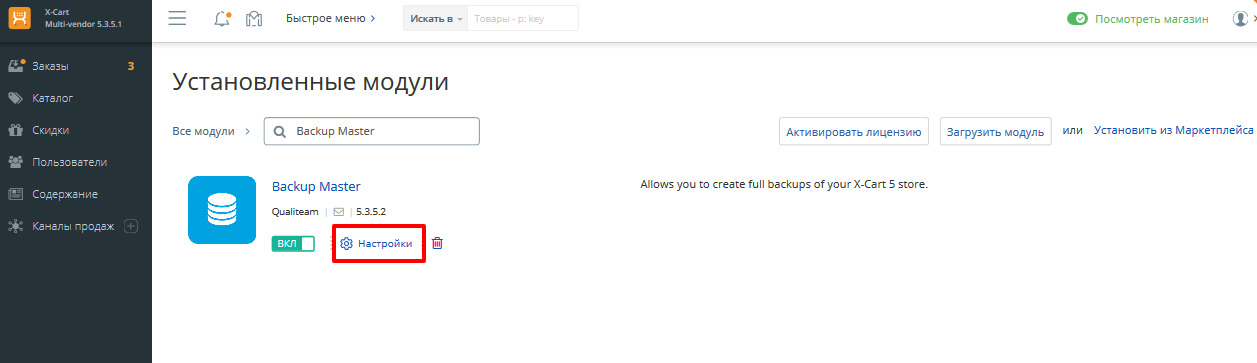 X-Cart
Multi-vendor 5.3.5.1
Быстрое меню
Искать в
Товары - p: key
Посмотреть магазин
Заказы 3
Каталог
Скидки
Пользователи
Содержание
Каналы продаж
Установленные модули
Все модули
Backup Master
Активировать лицензию
Загрузить модуль
или
Установить из Маркетплейса
Backup Master
Allows you to create full backups of your X-Cart 5 store.
Qualiteam | | 5.3.5.2
ВКЛ
Настройки